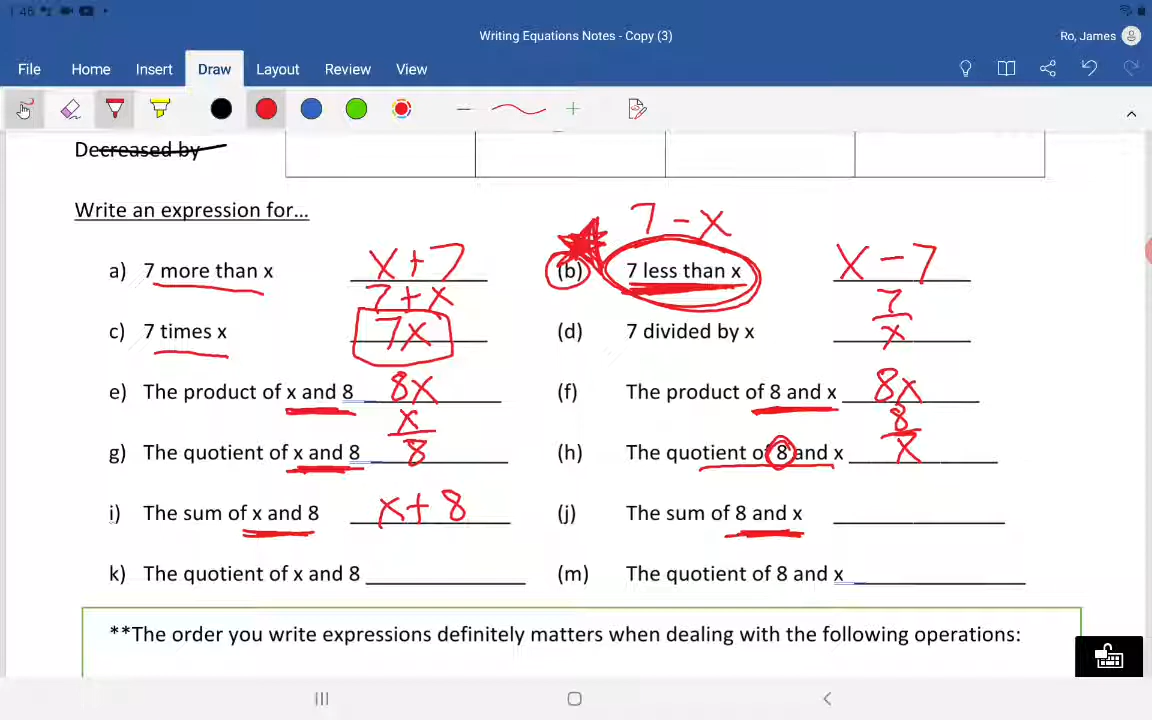 1:46
Writing Equations Notes - Copy (3)
Ro, James
File Home Insert Draw Layout Review View
Decreased by
Write an expression for...
7 - x
a) 7 more than x x + 7 (b) 7 less than x x - 7
7 + x
c) 7 times x 7x (d) 7 divided by x 7/x
e) The product of x and 8 8x (f) The product of 8 and x 8x
g) The quotient of x and 8 x/8 (h) The quotient of 8 and x 8/x
i) The sum of x and 8 x + 8 (j) The sum of 8 and x
k) The quotient of x and 8 (m) The quotient of 8 and x
**The order you write expressions definitely matters when dealing with the following operations: